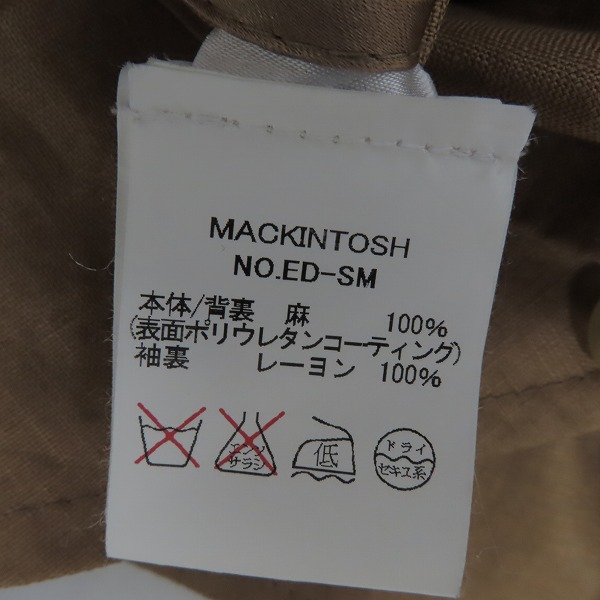 MACKINTOSH
NO.ED-SM
本体/背裏 麻 100%
(表面ポリウレタンコーティング)
袖裏 レーヨン 100%
エンソ サラシ 低 ドライ セキユ系